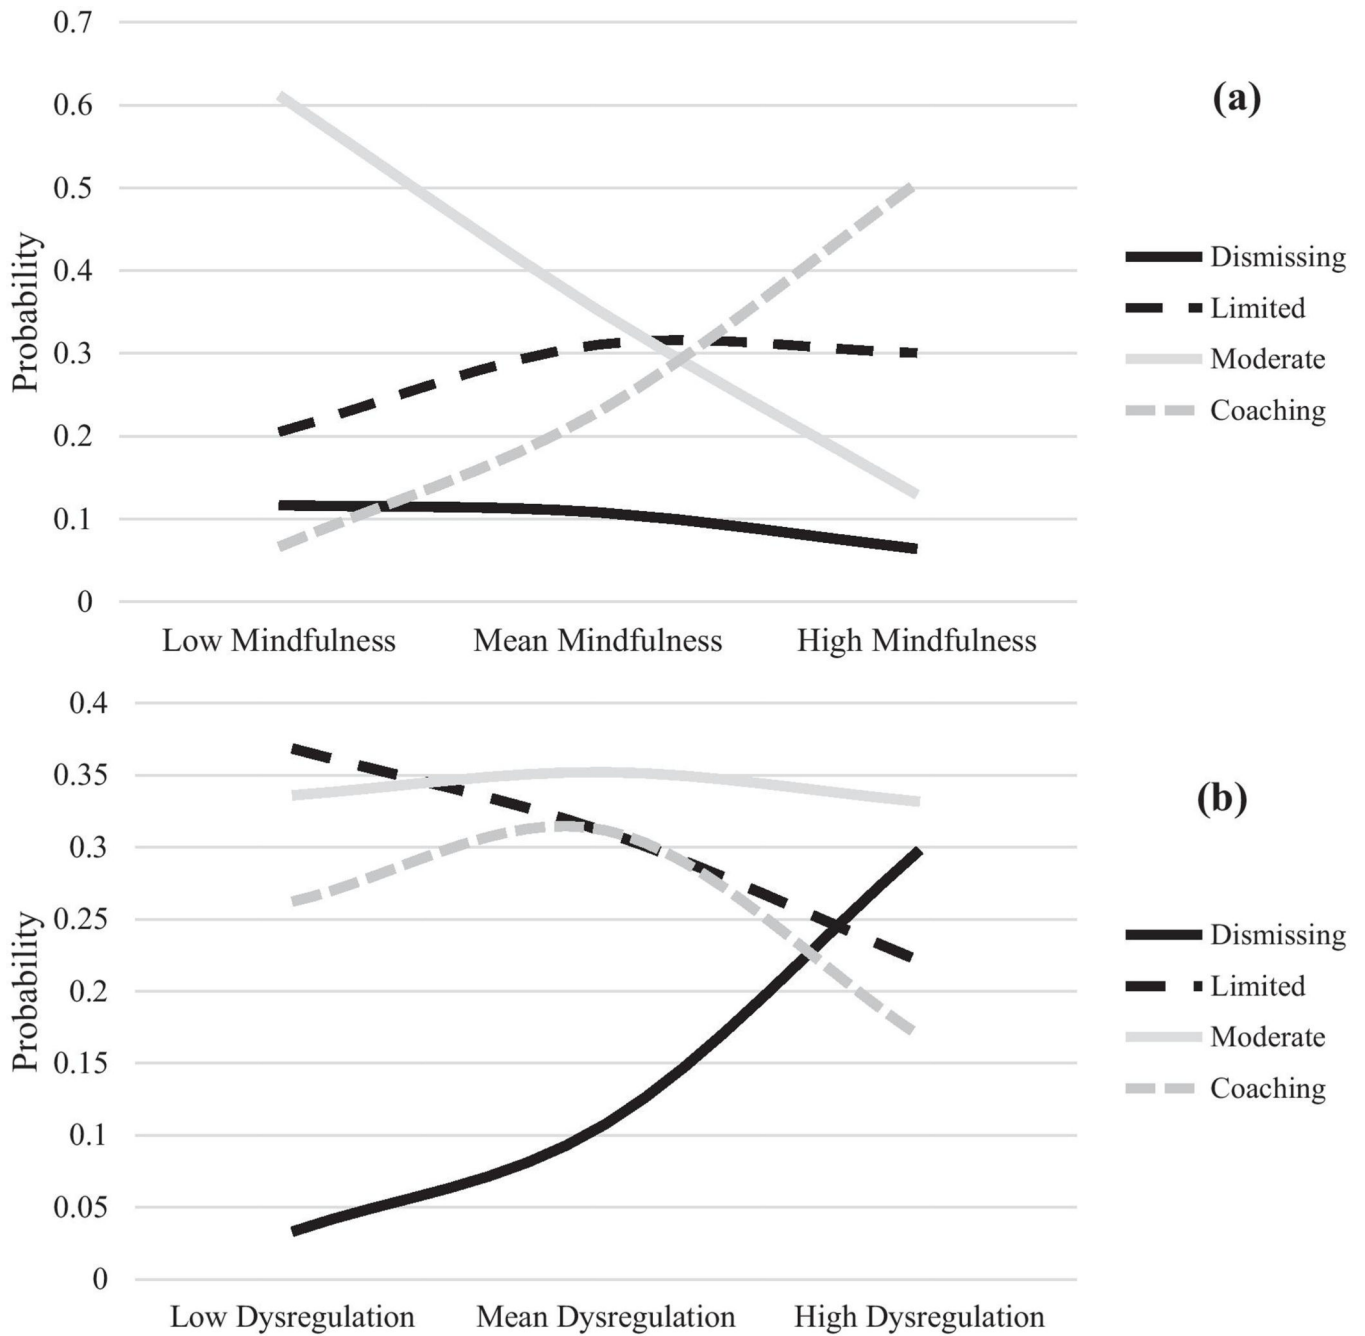 0.7
(a)
0.6
0.5
0.4
0.3
0.2
0.1
0
Probability
Dismissing
Limited
Moderate
Coaching
Low Mindfulness Mean Mindfulness High Mindfulness
0.4
0.35
(b)
0.3
0.25
0.2
0.15
0.1
0.05
0
Probability
Dismissing
Limited
Moderate
Coaching
Low Dysregulation Mean Dysregulation High Dysregulation